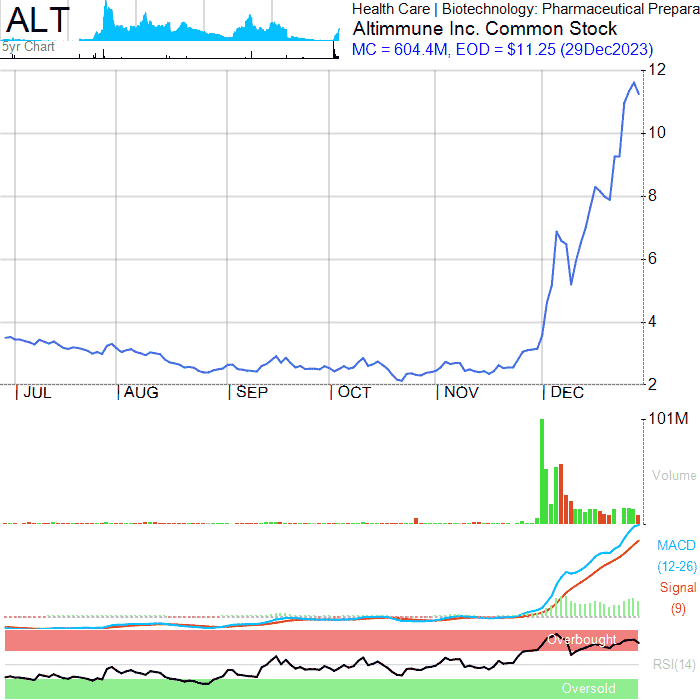 ALT
5yr Chart
Health Care | Biotechnology: Pharmaceutical Prepara
Altimmune Inc. Common Stock
MC = 604.4M, EOD = $11.25 (29Dec2023)
12
10
8
6
4
2
JUL AUG SEP OCT NOV DEC
101M
Volume
MACD
(12-26)
Signal
(9)
Overbought
RSI(14)
Oversold